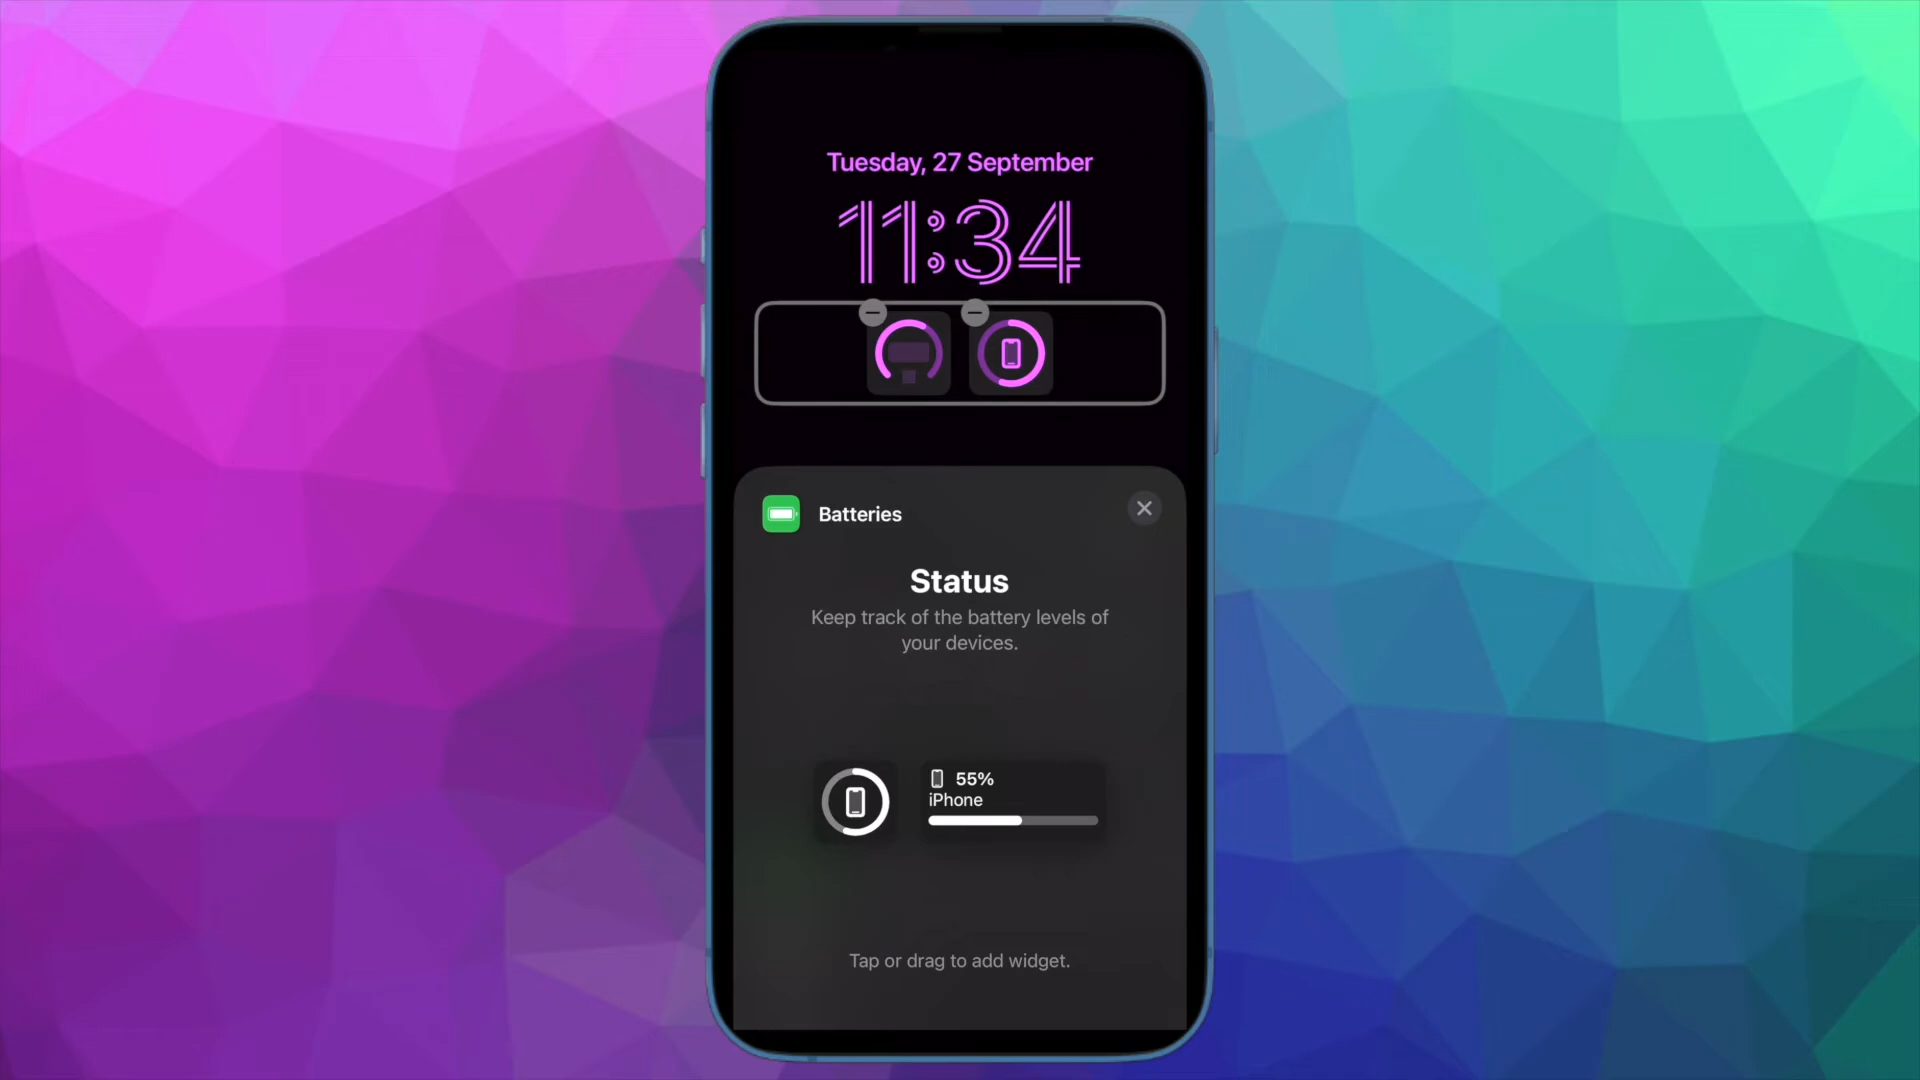 Tuesday, 27 September
11:34
Batteries
Status
Keep track of the battery levels of
your devices.
55%
iPhone
Tap or drag to add widget.